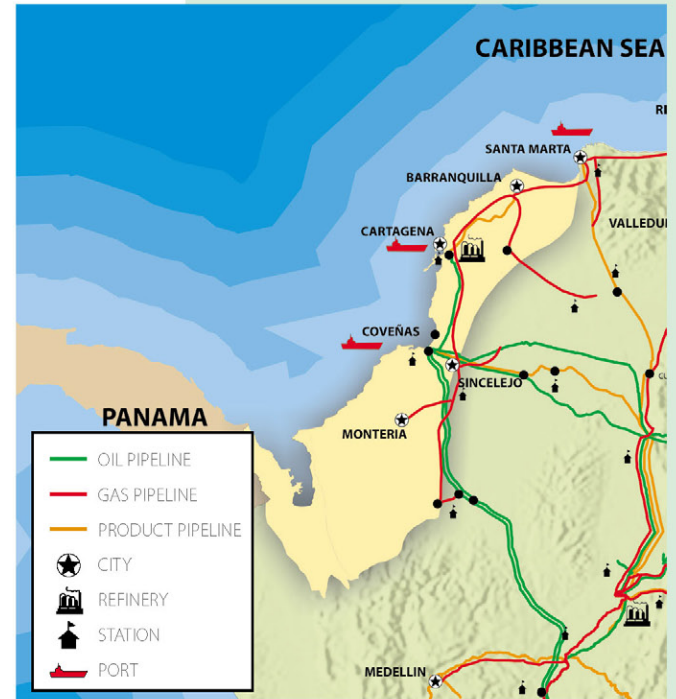 CARIBBEAN SEA
RI
SANTA MARTA
BARRANQUILLA
VALLEDU
CARTAGENA
COVEÑAS
SINCELEJO
PANAMA
MONTERIA
OIL PIPELINE
GAS PIPELINE
PRODUCT PIPELINE
CITY
REFINERY
STATION
PORT
MEDELLIN